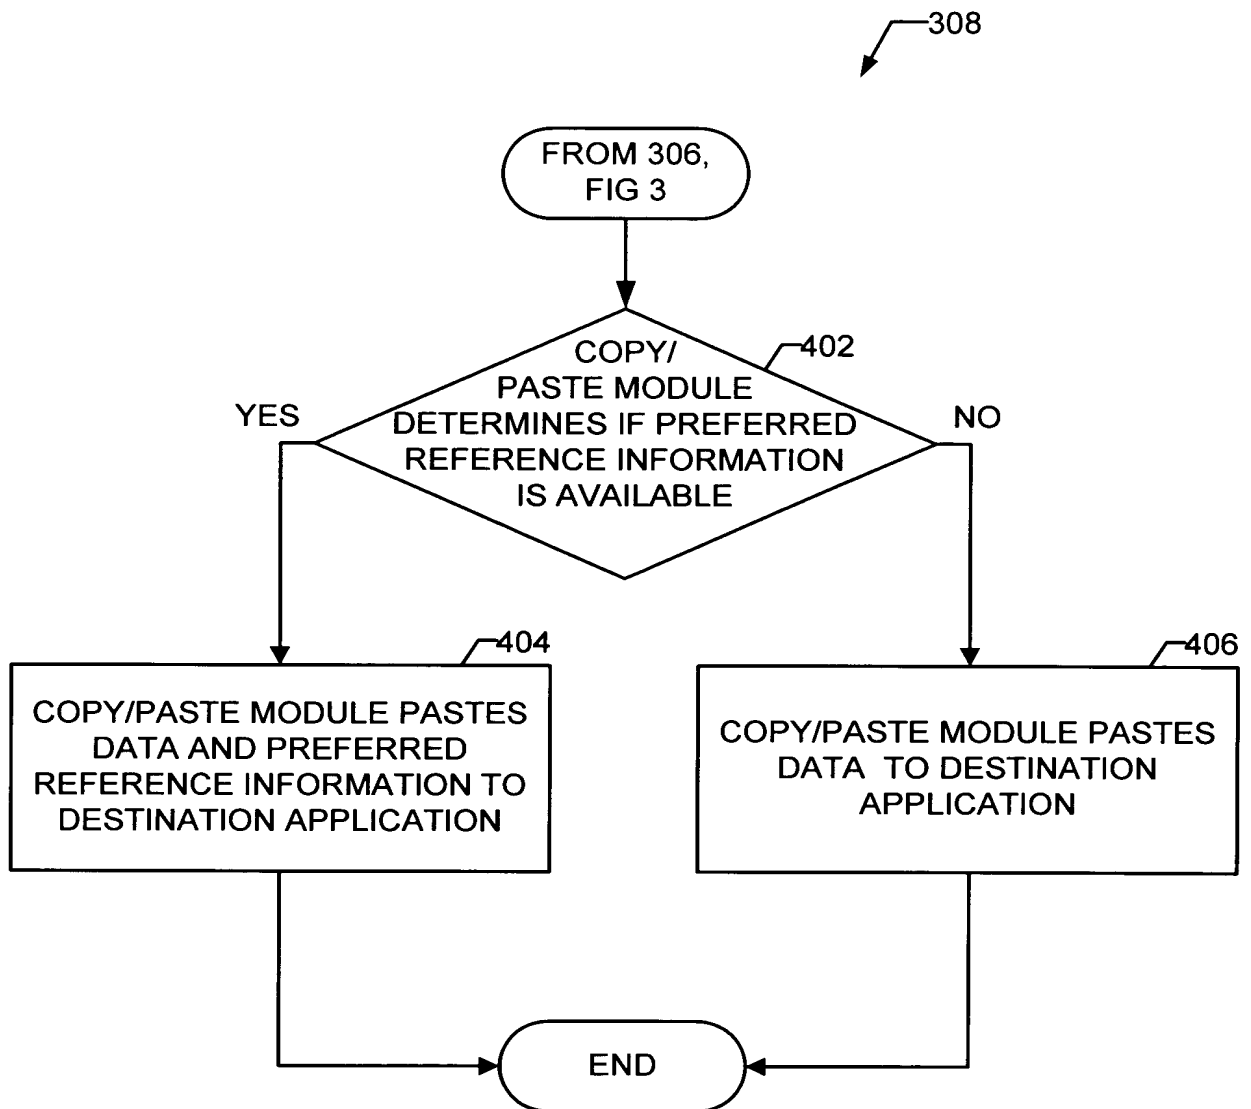 308
FROM 306,
FIG 3
402
COPY/
PASTE MODULE
DETERMINES IF PREFERRED
REFERENCE INFORMATION
IS AVAILABLE
YES
NO
404
COPY/PASTE MODULE PASTES
DATA AND PREFERRED
REFERENCE INFORMATION TO
DESTINATION APPLICATION
406
COPY/PASTE MODULE PASTES
DATA TO DESTINATION
APPLICATION
END